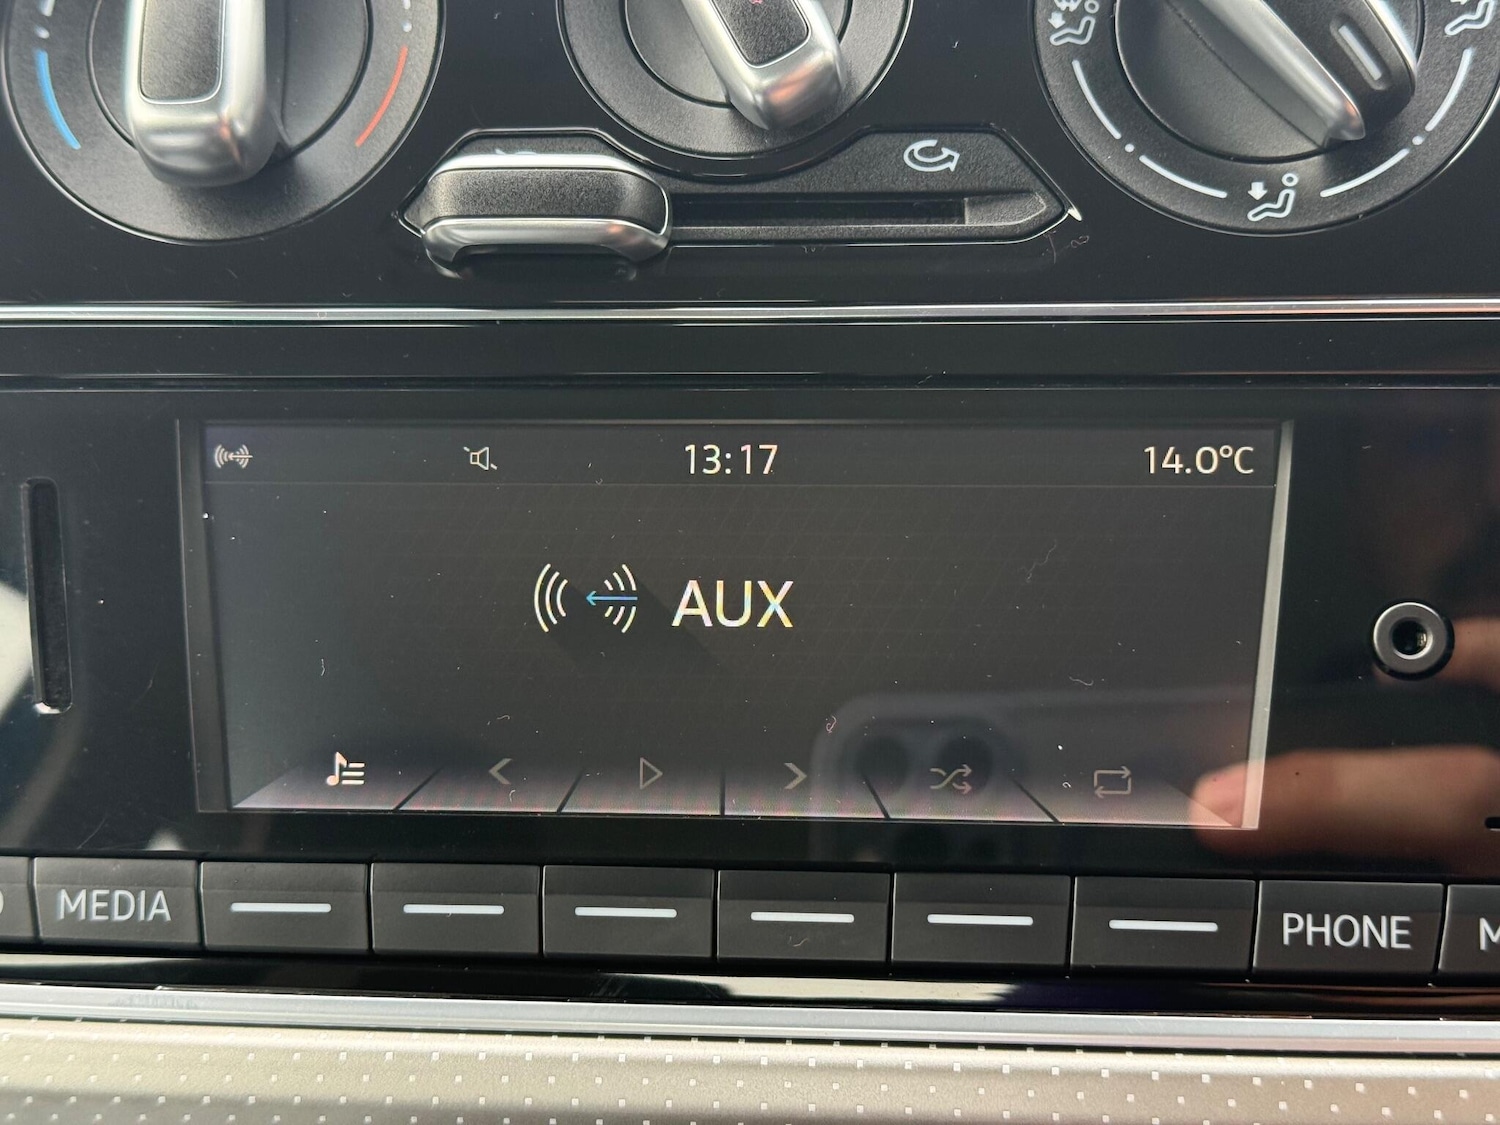 13:17 14.0°C
AUX
MEDIA PHONE